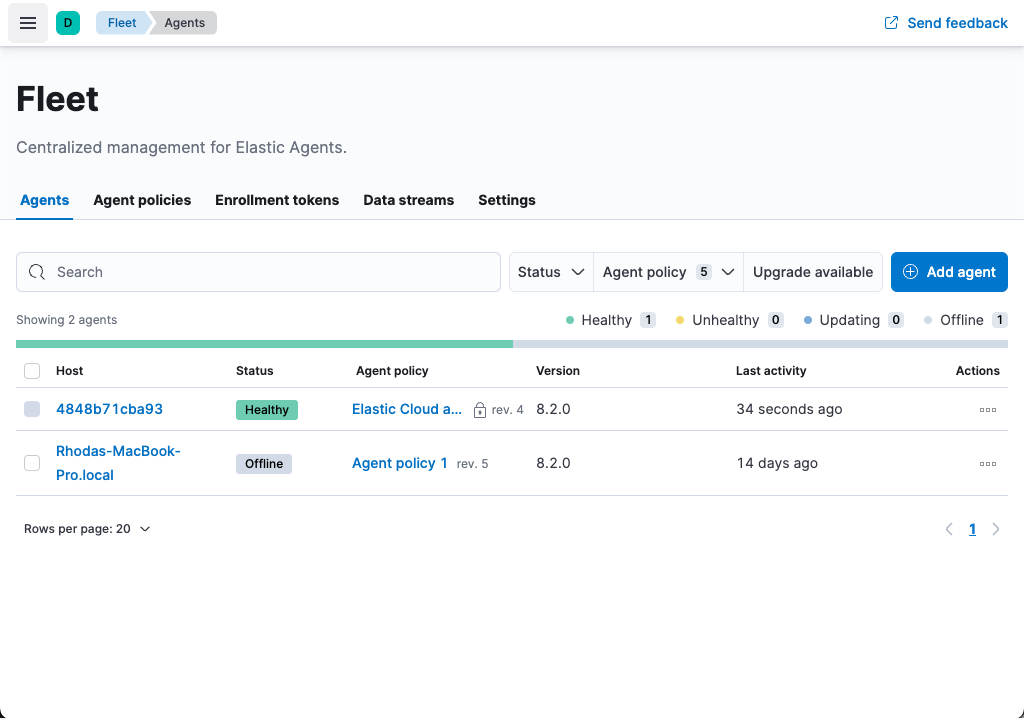 D Fleet Agents Send feedback
Fleet
Centralized management for Elastic Agents.
Agents Agent policies Enrollment tokens Data streams Settings
Search Status Agent policy 5 Upgrade available Add agent
Showing 2 agents Healthy 1 Unhealthy 0 Updating 0 Offline 1
Host Status Agent policy Version Last activity Actions
4848b71cba93 Healthy Elastic Cloud a... rev. 4 8.2.0 34 seconds ago
Rhodas-MacBook-
Pro.local Offline Agent policy 1 rev. 5 8.2.0 14 days ago
Rows per page: 20 1